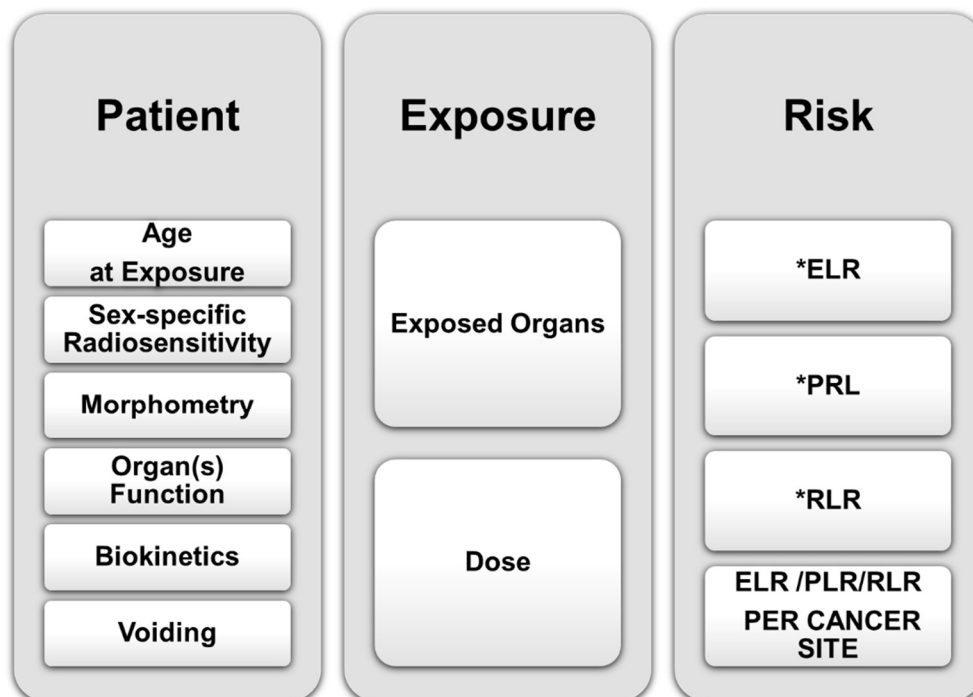 Patient
Age
at Exposure
Sex-specific
Radiosensitivity
Morphometry
Organ(s)
Function
Biokinetics
Voiding
Exposure
Exposed Organs
Dose
Risk
*ELR
*PRL
*RLR
ELR /PLR/RLR
PER CANCER
SITE